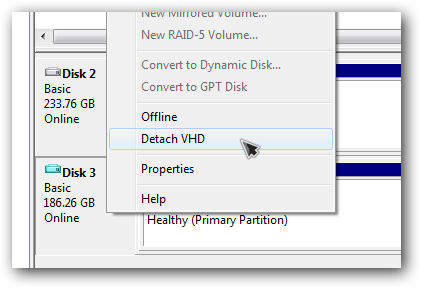 New Mirrored Volume...
New RAID-5 Volume...
Convert to Dynamic Disk...
Convert to GPT Disk
Offline
Detach VHD
Properties
Help
Disk 2
Basic
233.76 GB
Online
Disk 3
Basic
186.26 GB
Online
Healthy (Primary Partition)